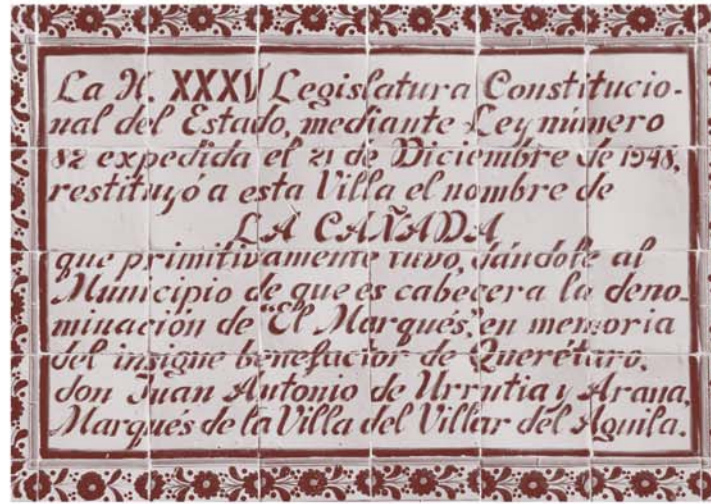 La H. XXXV Legislatura Constitucio-
nal del Estado, mediante Ley número
82 expedida el 21 de Diciembre de 1948,
restituyó a esta Villa el nombre de
LA CAÑADA
que primitivamente tuvo, dándole al
Municipio de que es cabecera la deno-
minación de "El Marqués", en memoria
del insigne benefactor de Querétaro,
don Juan Antonio de Urrutia y Arana,
Marqués de la Villa del Villar del Aguila.